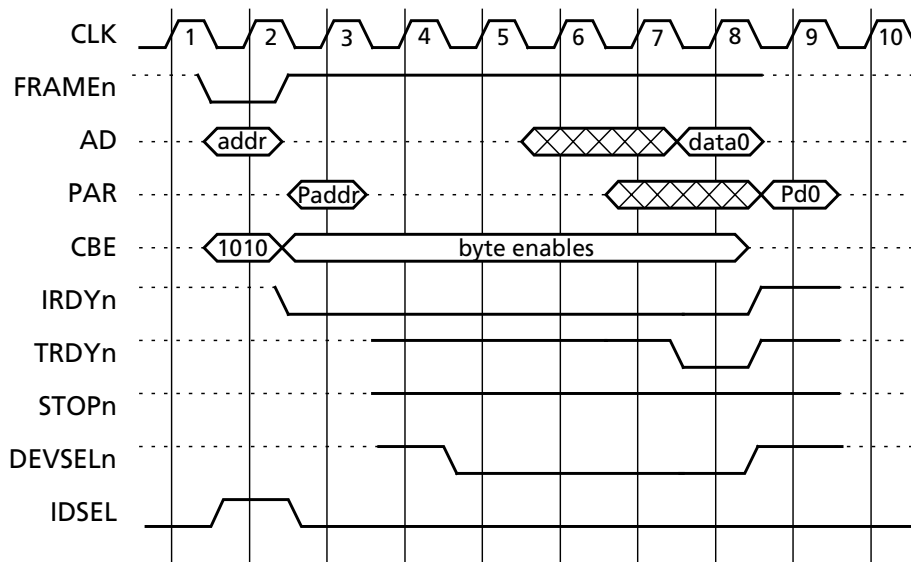 CLK 1 2 3 4 5 6 7 8 9 10
FRAMEn
AD addr data0
PAR Paddr Pd0
CBE 1010 byte enables
IRDYn
TRDYn
STOPn
DEVSELn
IDSEL